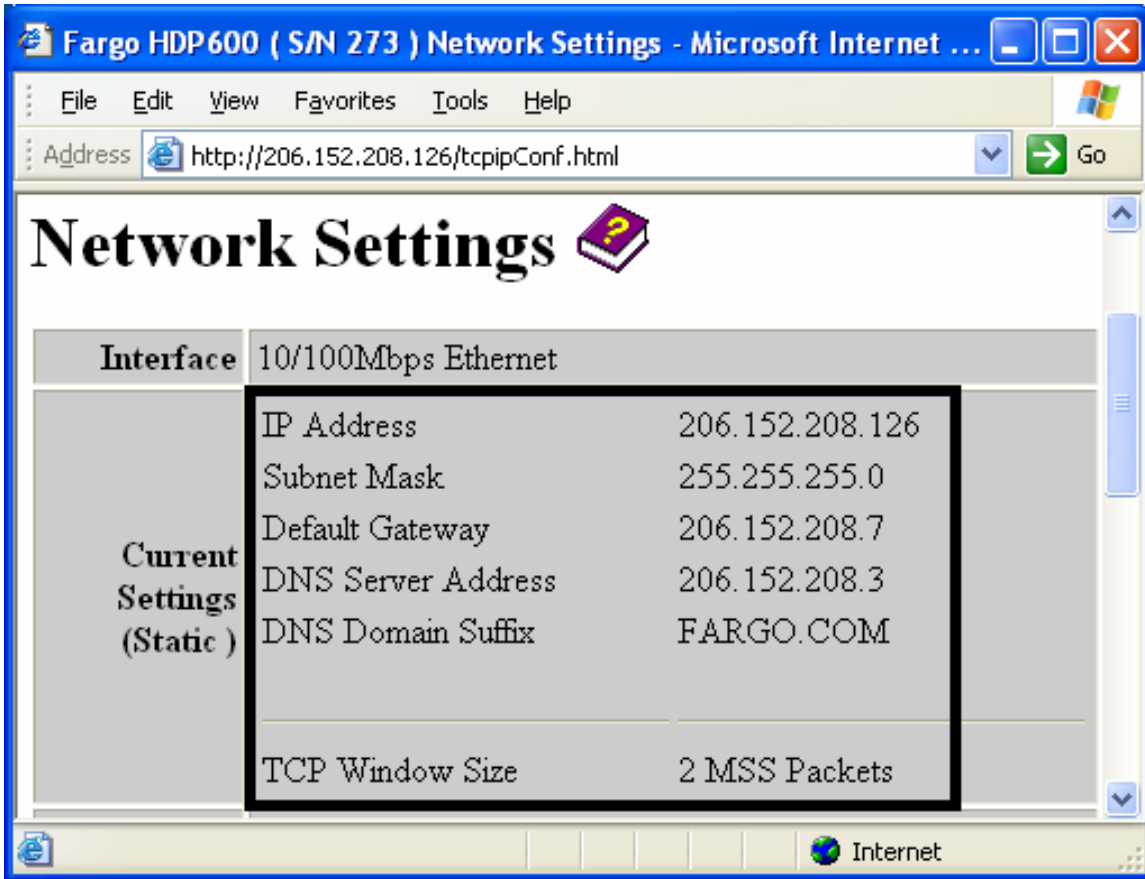 Fargo HDP600 ( S/N 273 ) Network Settings - Microsoft Internet ...
File Edit View Favorites Tools Help
Address http://206.152.208.126/tcpipConf.html Go
Network Settings ?
Interface 10/100Mbps Ethernet
Current Settings (Static )
IP Address 206.152.208.126
Subnet Mask 255.255.255.0
Default Gateway 206.152.208.7
DNS Server Address 206.152.208.3
DNS Domain Suffix FARGO.COM
TCP Window Size 2 MSS Packets
Internet